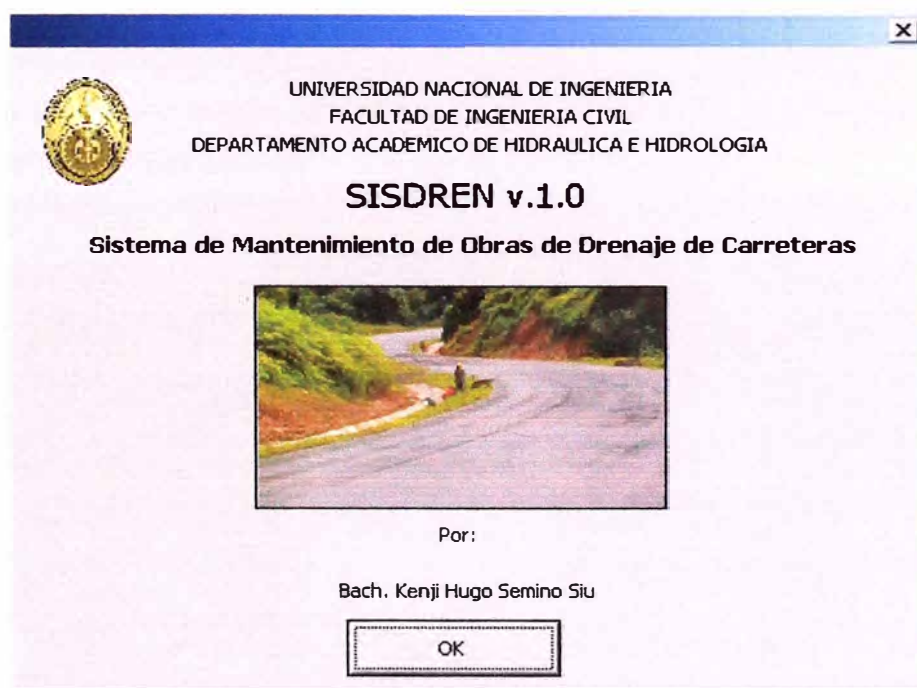 UNIVERSIDAD NACIONAL DE INGENIERIA
FACULTAD DE INGENIERIA CIVIL
DEPARTAMENTO ACADEMICO DE HIDRAULICA E HIDROLOGIA
SISDREN v.1.0
Sistema de Mantenimiento de Obras de Drenaje de Carreteras
Por:
Bach. Kenji Hugo Semino Siu
OK